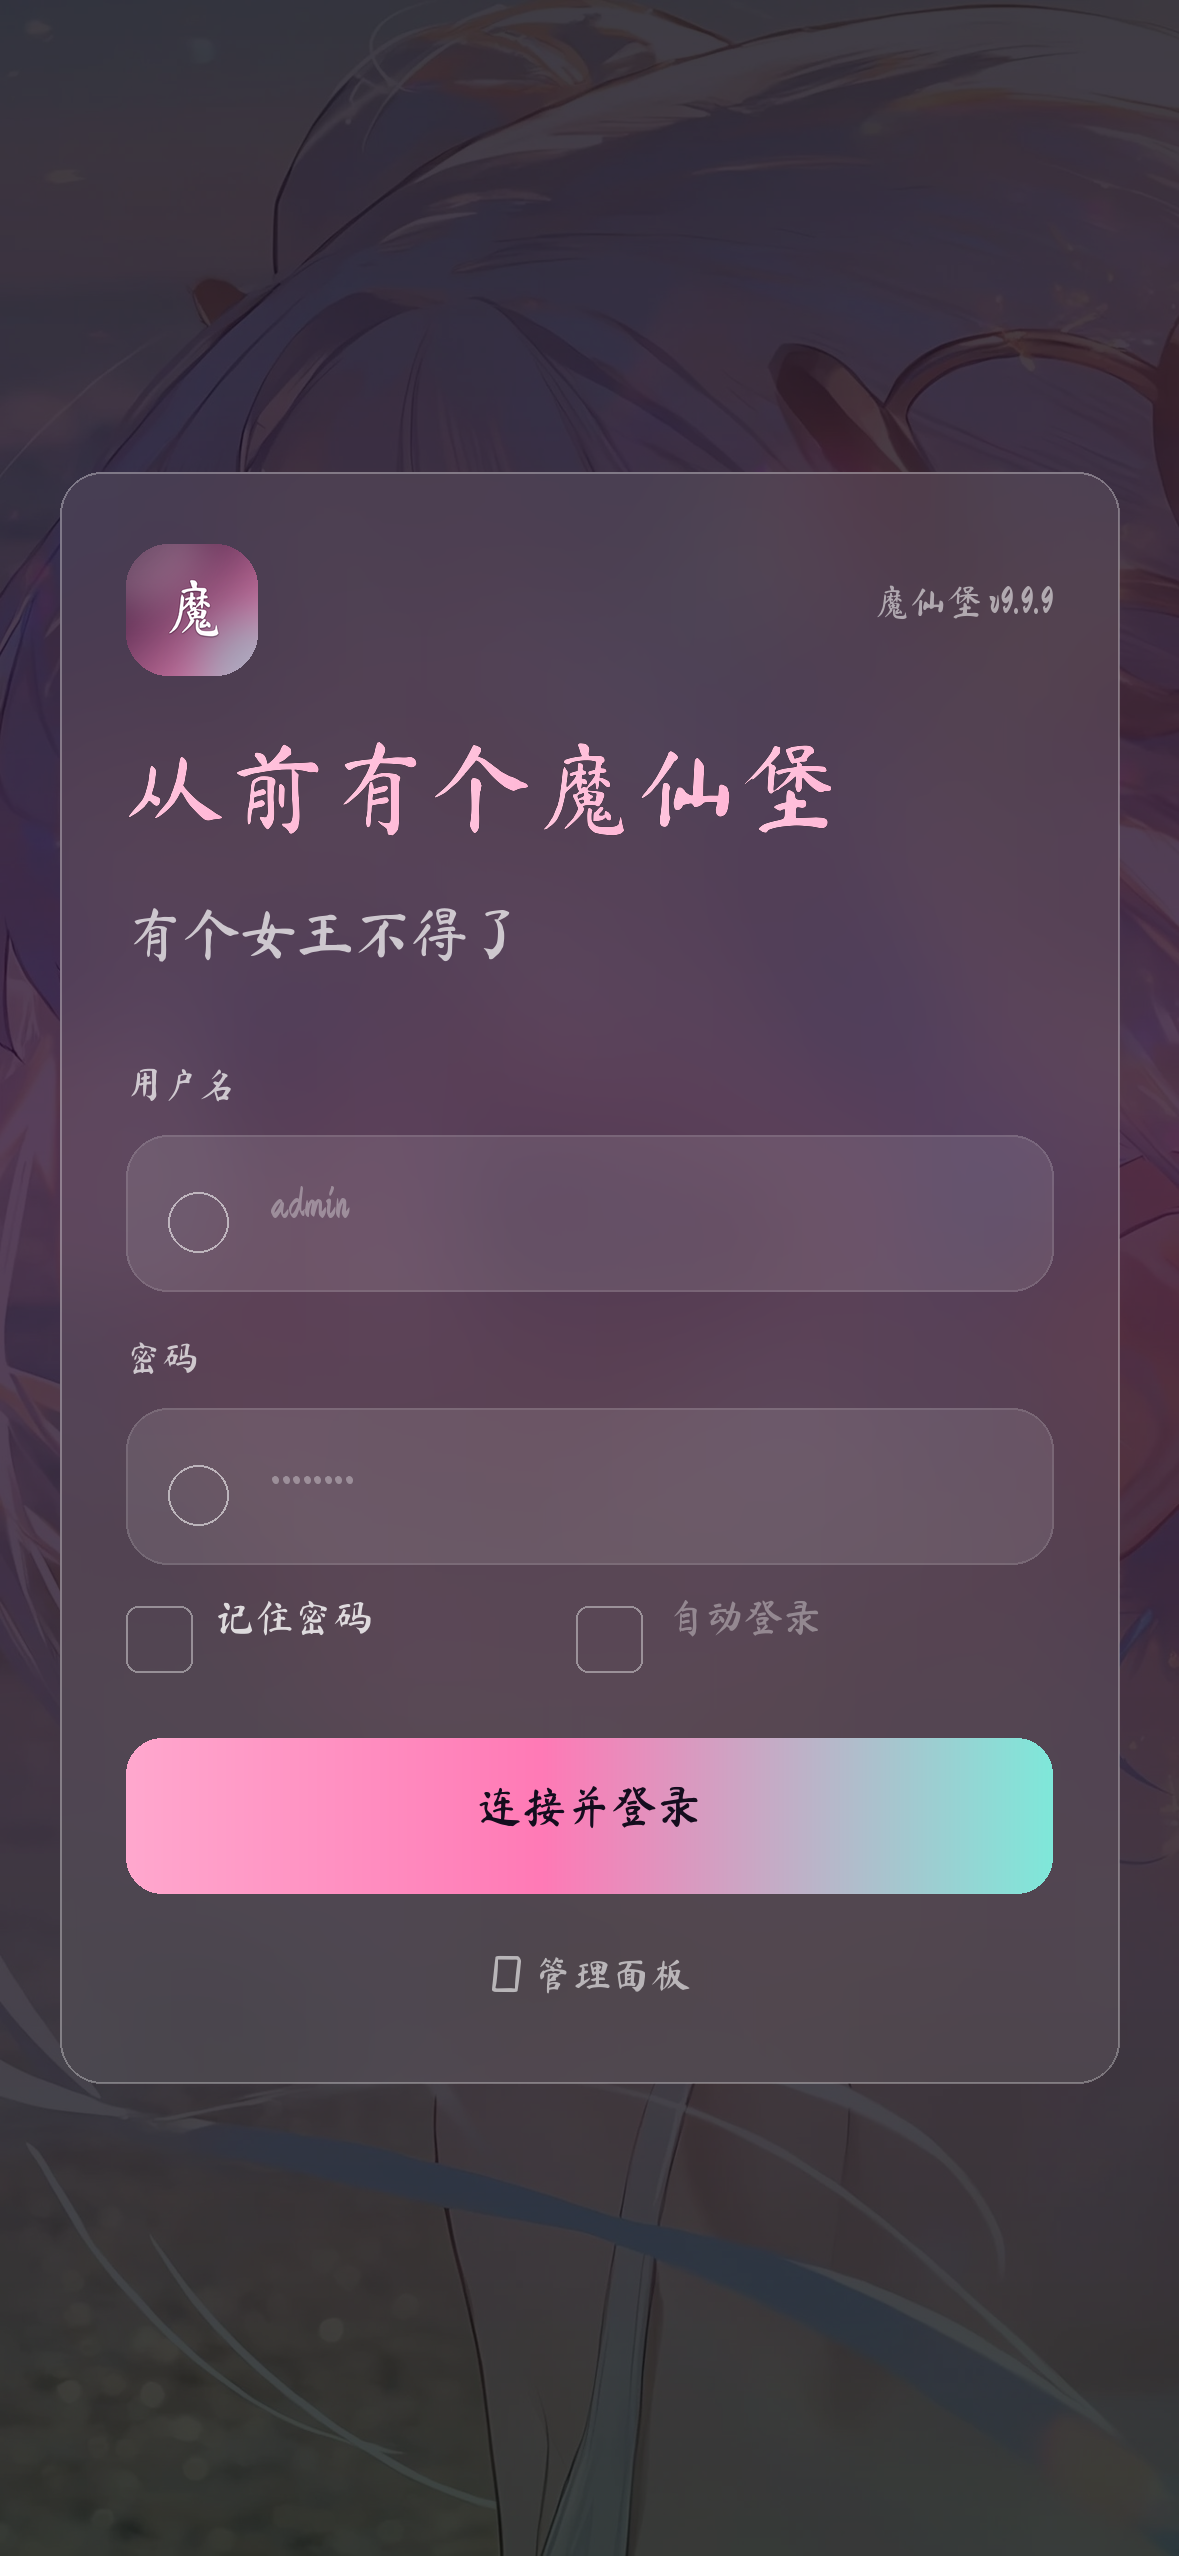 魔
魔仙堡 v9.9.9
从前有个魔仙堡
有个女王不得了
用户名
admin
密码
••••••••
记住密码 自动登录
连接并登录
管理面板